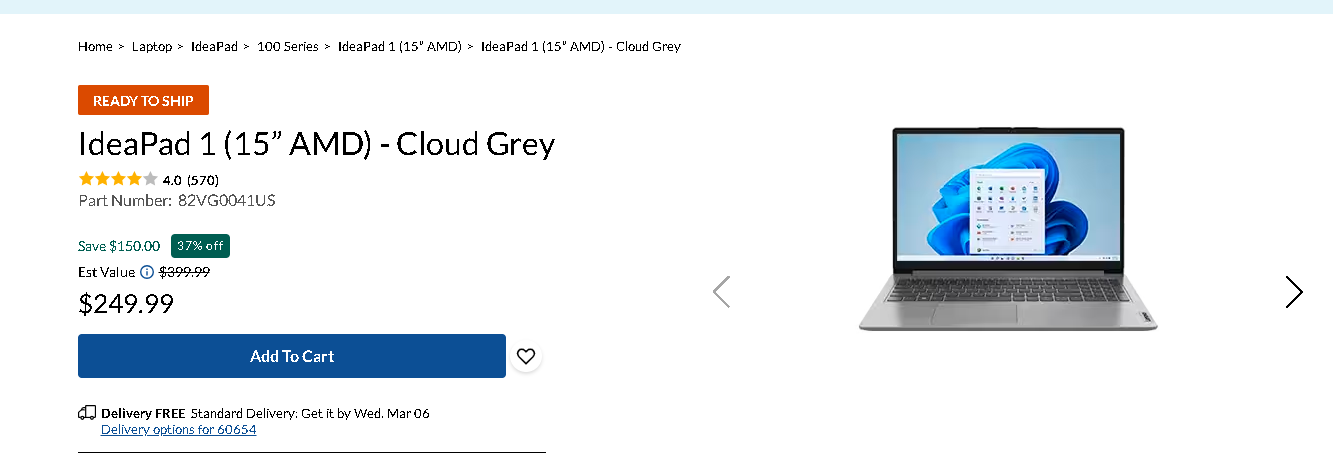 Home > Laptop > IdeaPad > 100 Series > IdeaPad 1 (15” AMD) > IdeaPad 1 (15” AMD) - Cloud Grey
READY TO SHIP
IdeaPad 1 (15” AMD) - Cloud Grey
4.0 (570)
Part Number: 82VG0041US
Save $150.00 37% off
Est Value $399.99
$249.99
Add To Cart
Delivery FREE Standard Delivery: Get it by Wed. Mar 06
Delivery options for 60654